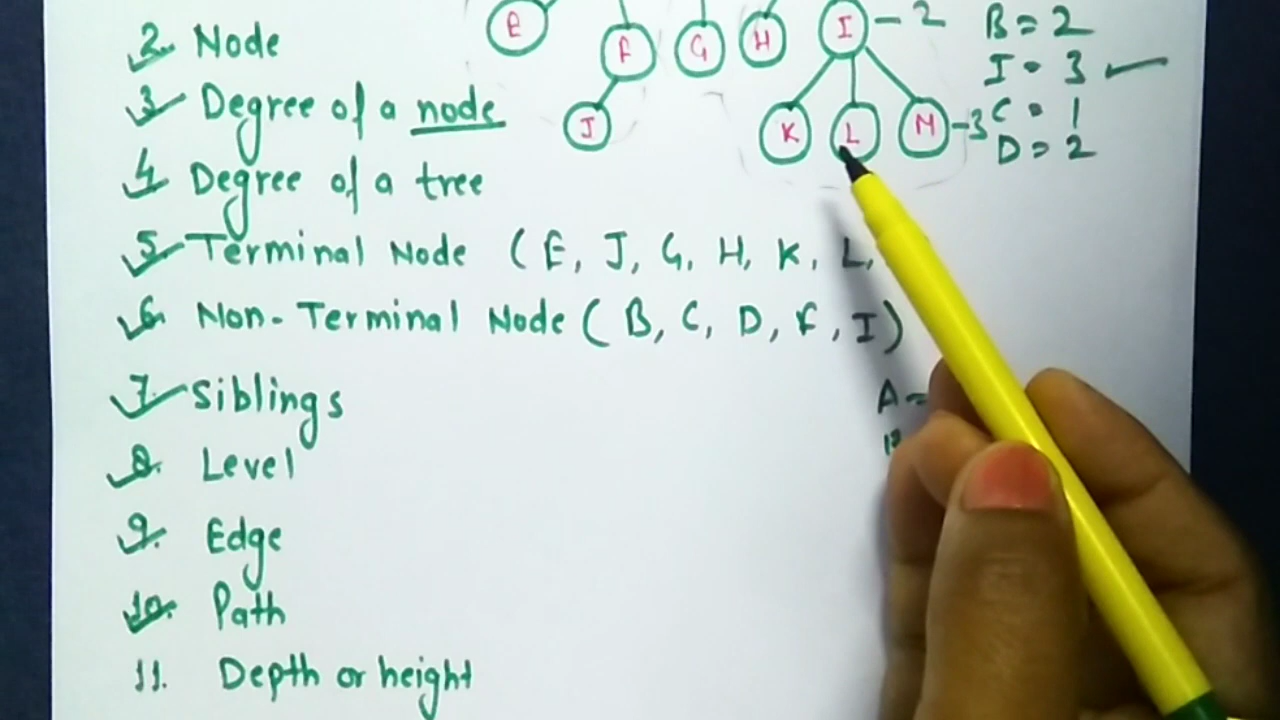 E
I - 2
B = 2
2. Node
F
G
H
I = 3
3. Degree of a node
J
K
L
M
-3
C = 1
D = 2
4. Degree of a tree
5. Terminal Node ( E, J, G, H, K, L,
6. Non-Terminal Node ( B, C, D, F, I )
7. Siblings
A =
8. Level
9. Edge
10. Path
11. Depth or height